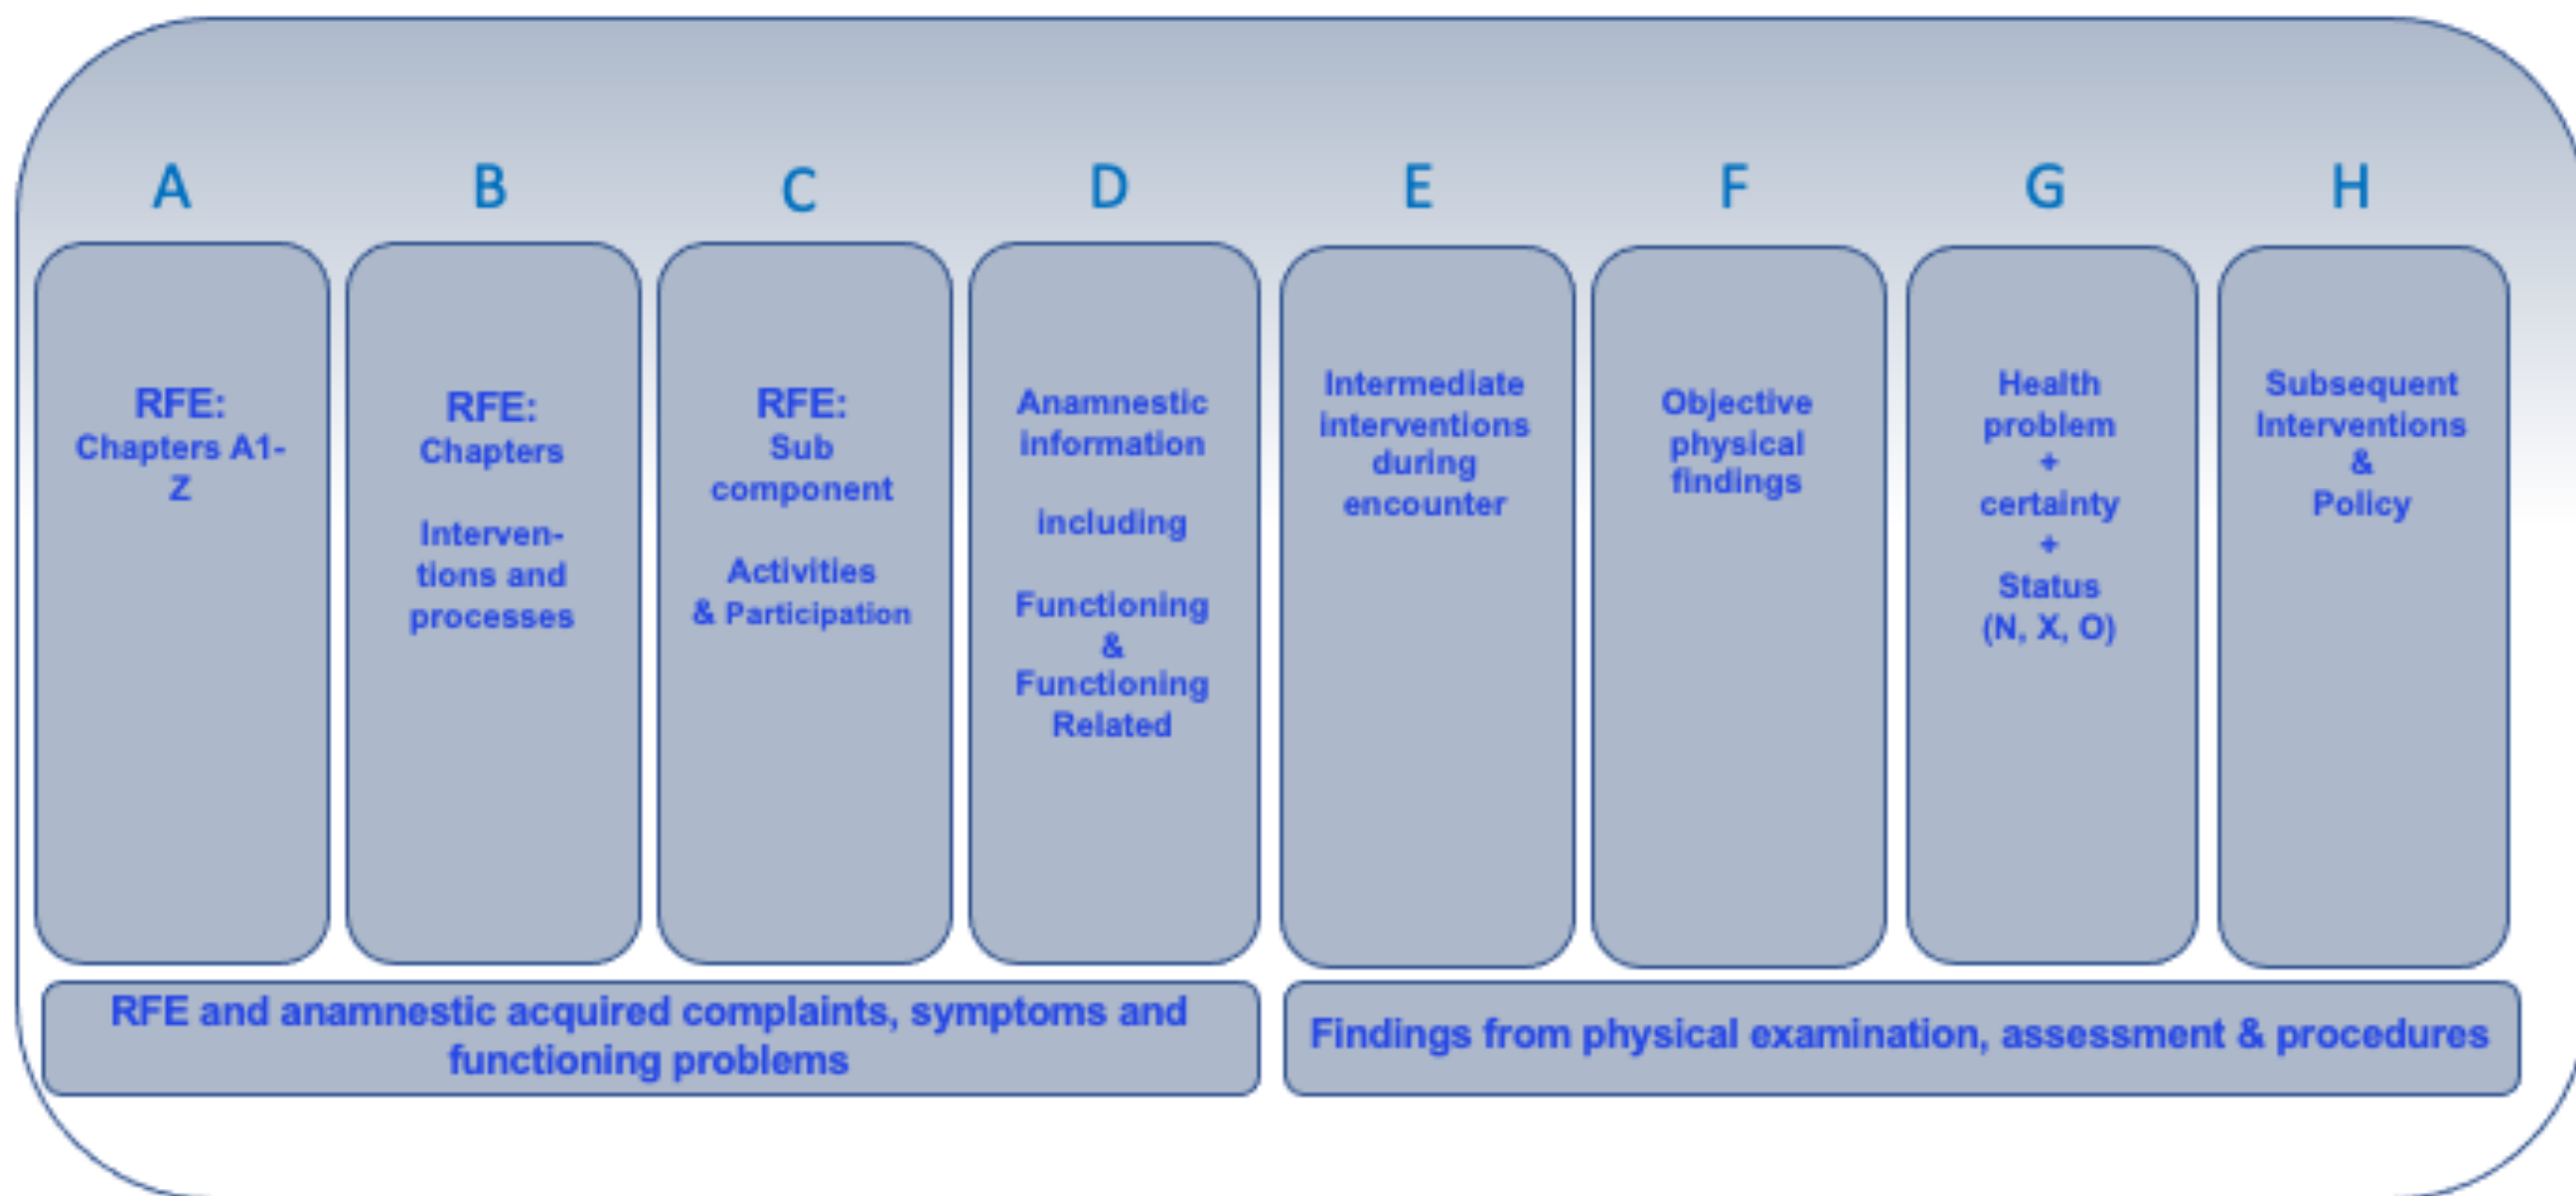 A
B
C
D
E
F
G
H
RFE:
Chapters A1-
Z
RFE:
Chapters
Interven-
tions and
processes
RFE:
Sub
component
Activities
& Participation
Anamnestic
information
including
Functioning
&
Functioning
Related
Intermediate
interventions
during
encounter
Objective
physical
findings
Health
problem
+
certainty
+
Status
(N, X, O)
Subsequent
Interventions
&
Policy
RFE and anamnestic acquired complaints, symptoms and
functioning problems
Findings from physical examination, assessment & procedures